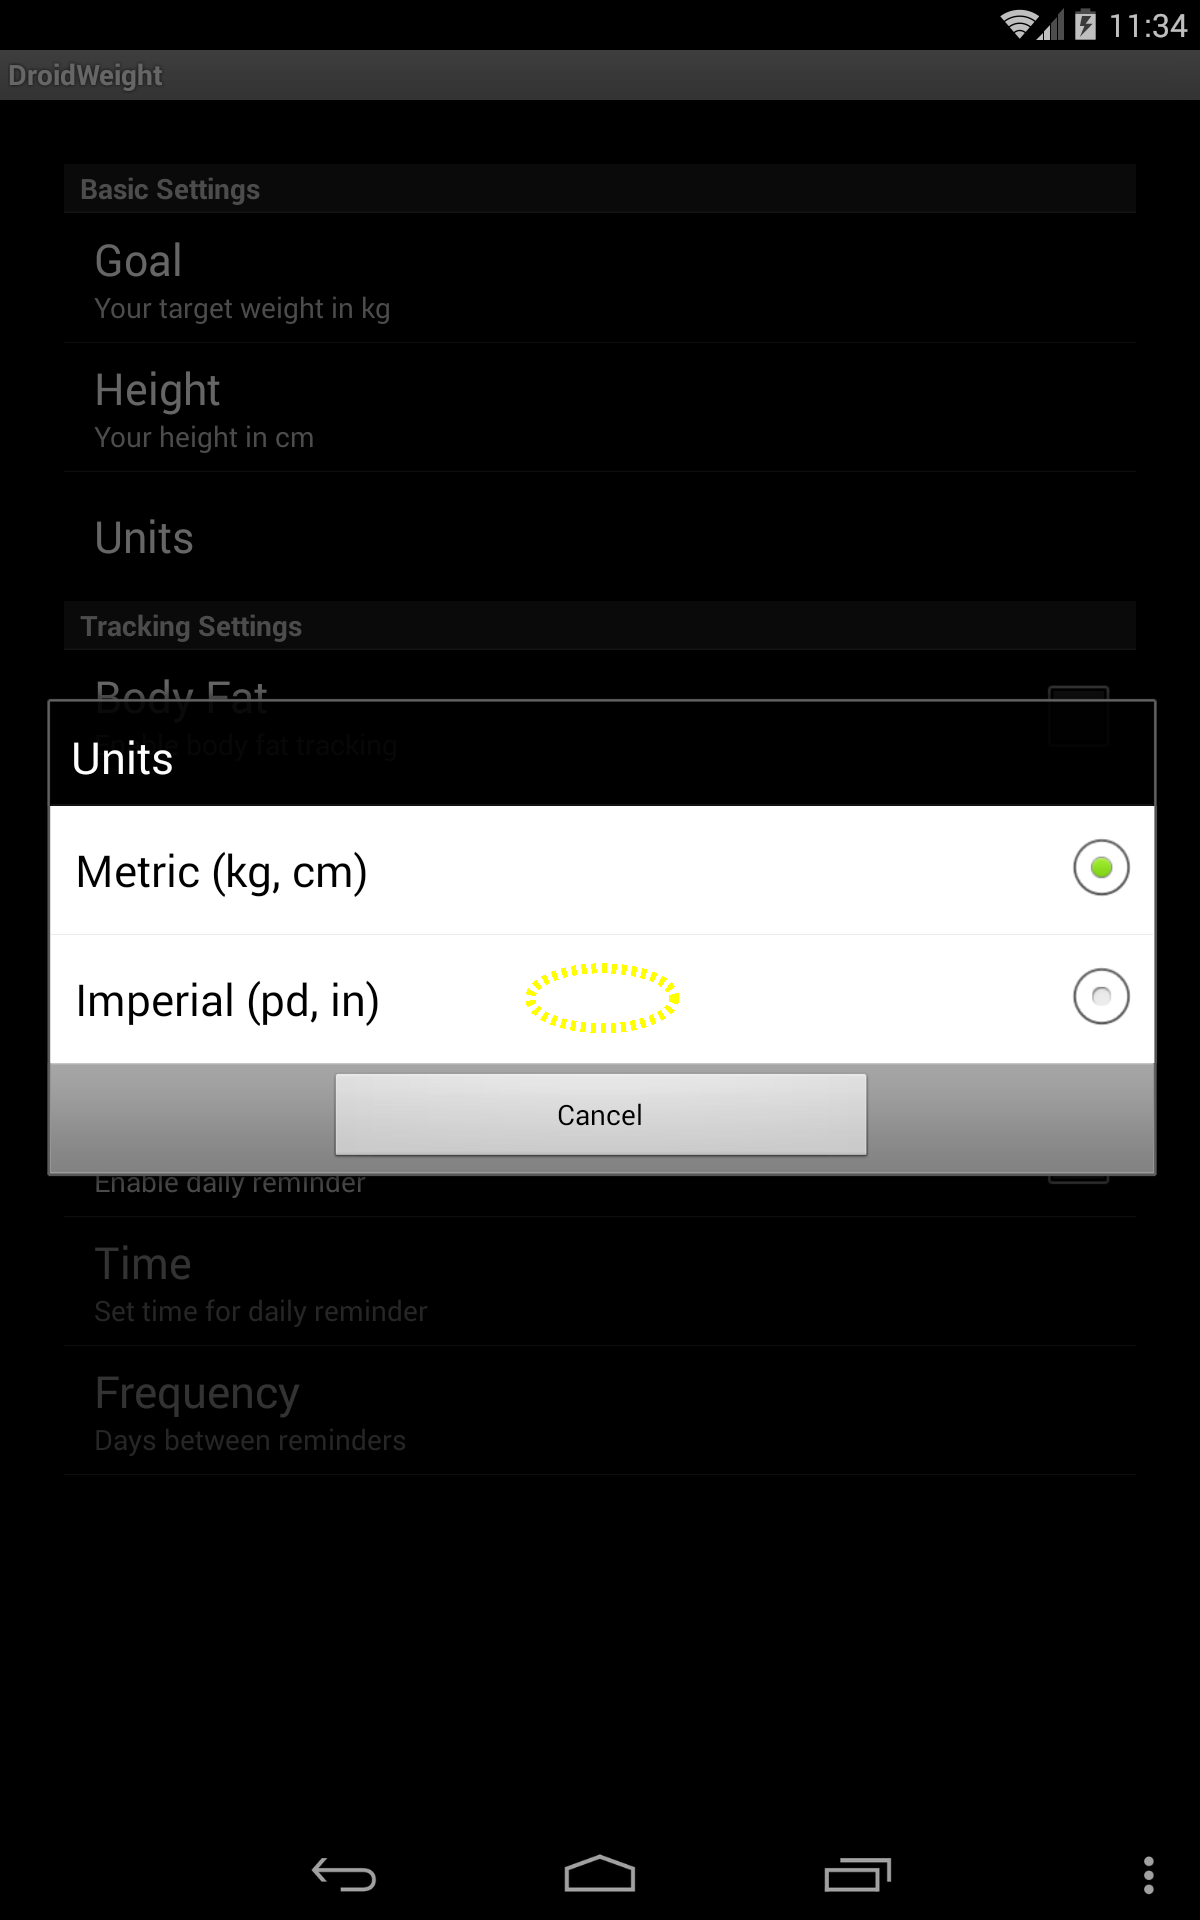 11:34
DroidWeight
Basic Settings
Goal
Your target weight in kg
Height
Your height in cm
Units
Tracking Settings
Body Fat
Enable body fat tracking
Units
Metric (kg, cm)
Imperial (pd, in)
Cancel
Enable daily reminder
Time
Set time for daily reminder
Frequency
Days between reminders